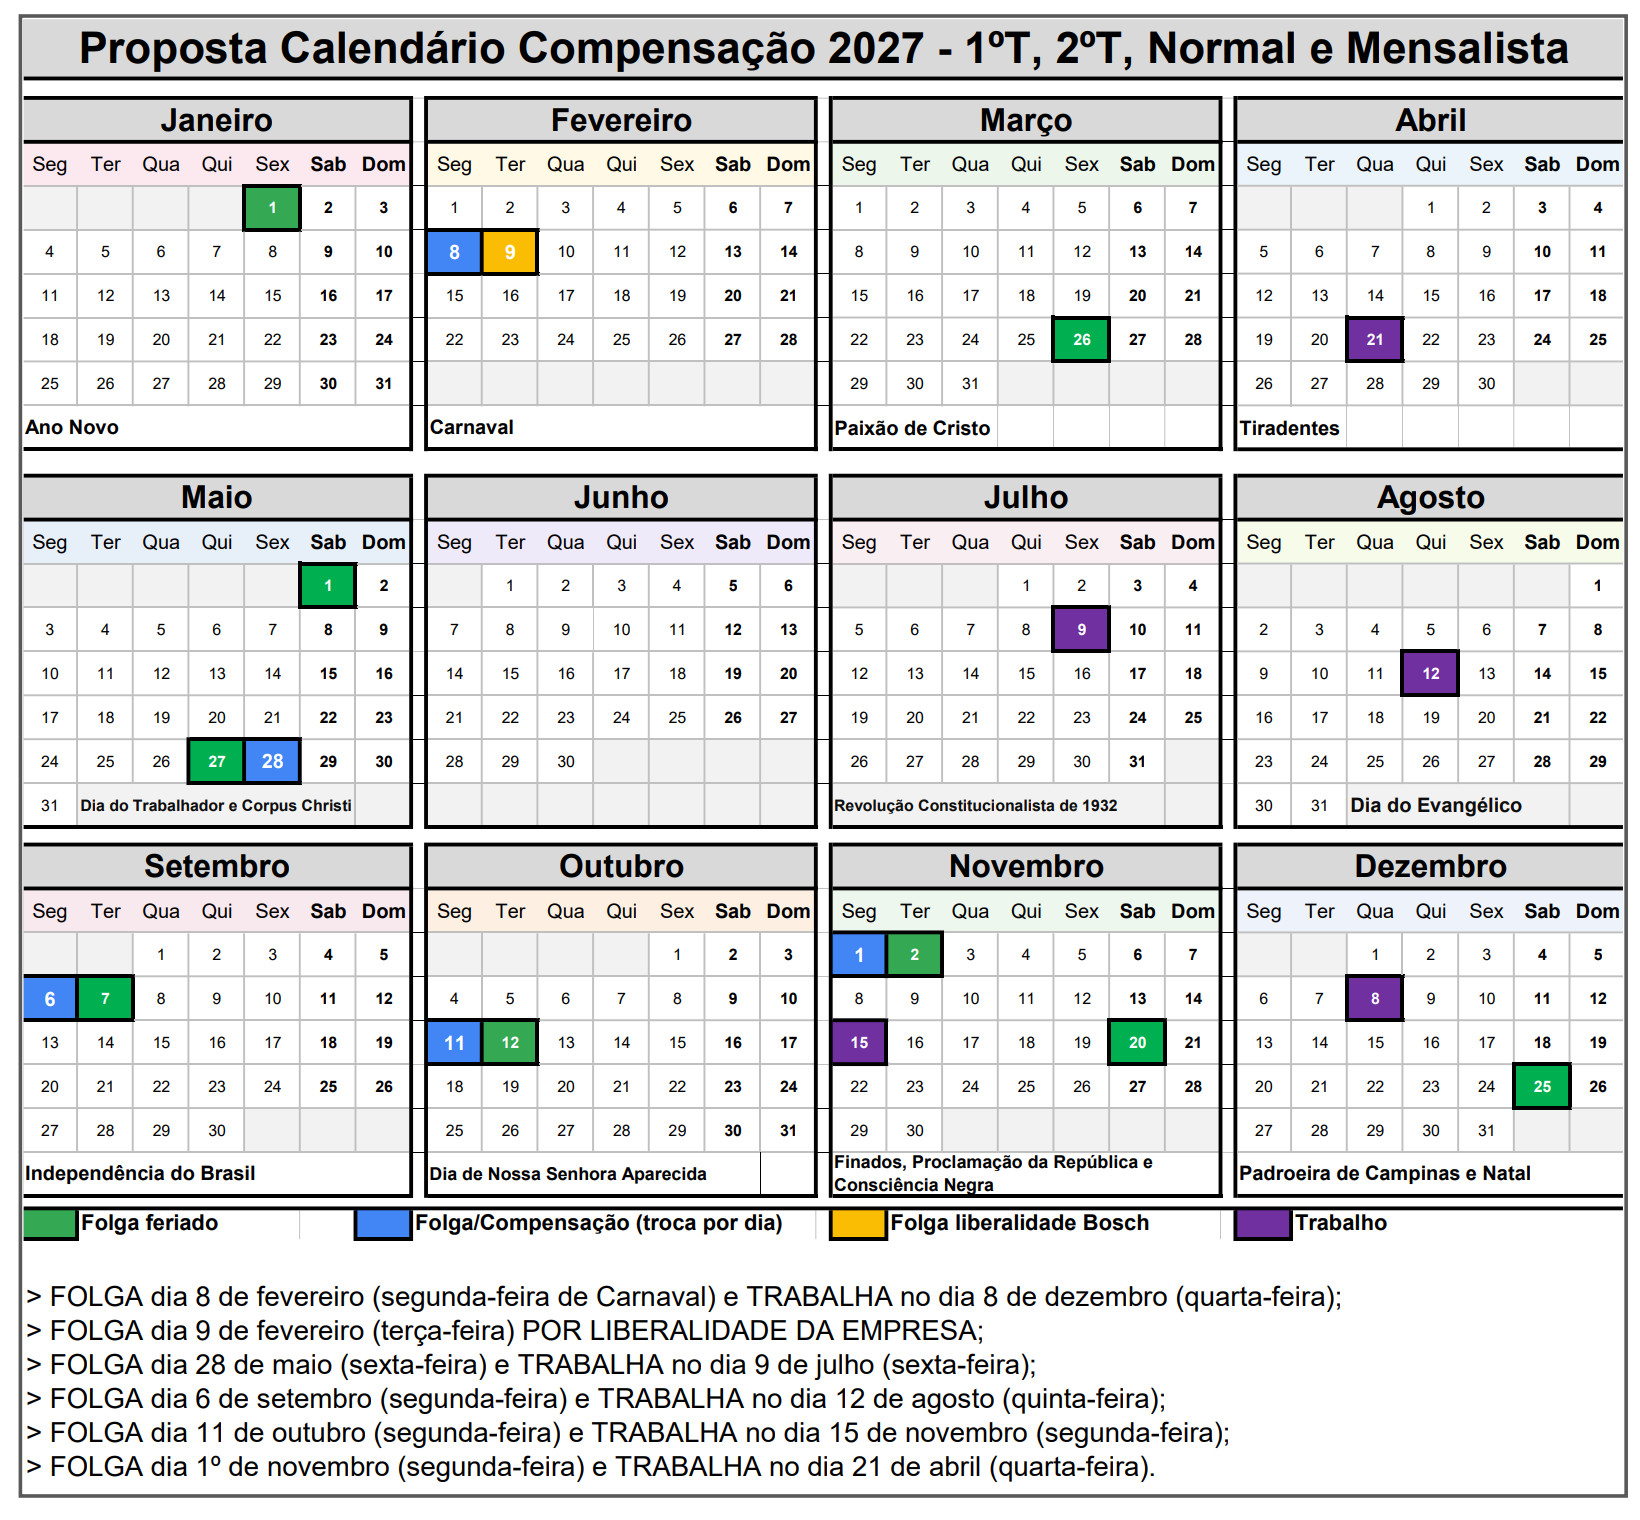 Proposta Calendário Compensação 2027 - 1ºT, 2ºT, Normal e Mensalista
Janeiro
Seg Ter Qua Qui Sex Sab Dom
1 2 3
4 5 6 7 8 9 10
11 12 13 14 15 16 17
18 19 20 21 22 23 24
25 26 27 28 29 30 31
Ano Novo
Fevereiro
Seg Ter Qua Qui Sex Sab Dom
1 2 3 4 5 6 7
8 9 10 11 12 13 14
15 16 17 18 19 20 21
22 23 24 25 26 27 28
Carnaval
Março
Seg Ter Qua Qui Sex Sab Dom
1 2 3 4 5 6 7
8 9 10 11 12 13 14
15 16 17 18 19 20 21
22 23 24 25 26 27 28
29 30 31
Paixão de Cristo
Abril
Seg Ter Qua Qui Sex Sab Dom
1 2 3 4
5 6 7 8 9 10 11
12 13 14 15 16 17 18
19 20 21 22 23 24 25
26 27 28 29 30
Tiradentes
Maio
Seg Ter Qua Qui Sex Sab Dom
1 2
3 4 5 6 7 8 9
10 11 12 13 14 15 16
17 18 19 20 21 22 23
24 25 26 27 28 29 30
31 Dia do Trabalhador e Corpus Christi
Junho
Seg Ter Qua Qui Sex Sab Dom
1 2 3 4 5 6
7 8 9 10 11 12 13
14 15 16 17 18 19 20
21 22 23 24 25 26 27
28 29 30
Julho
Seg Ter Qua Qui Sex Sab Dom
1 2 3 4
5 6 7 8 9 10 11
12 13 14 15 16 17 18
19 20 21 22 23 24 25
26 27 28 29 30 31
Revolução Constitucionalista de 1932
Agosto
Seg Ter Qua Qui Sex Sab Dom
1
2 3 4 5 6 7 8
9 10 11 12 13 14 15
16 17 18 19 20 21 22
23 24 25 26 27 28 29
30 31 Dia do Evangélico
Setembro
Seg Ter Qua Qui Sex Sab Dom
1 2 3 4 5
6 7 8 9 10 11 12
13 14 15 16 17 18 19
20 21 22 23 24 25 26
27 28 29 30
Independência do Brasil
Outubro
Seg Ter Qua Qui Sex Sab Dom
1 2 3
4 5 6 7 8 9 10
11 12 13 14 15 16 17
18 19 20 21 22 23 24
25 26 27 28 29 30 31
Dia de Nossa Senhora Aparecida
Novembro
Seg Ter Qua Qui Sex Sab Dom
1 2 3 4 5 6 7
8 9 10 11 12 13 14
15 16 17 18 19 20 21
22 23 24 25 26 27 28
29 30
Finados, Proclamação da República e
Consciência Negra
Dezembro
Seg Ter Qua Qui Sex Sab Dom
1 2 3 4 5
6 7 8 9 10 11 12
13 14 15 16 17 18 19
20 21 22 23 24 25 26
27 28 29 30 31
Padroeira de Campinas e Natal
Folga feriado
Folga/Compensação (troca por dia)
Folga liberalidade Bosch
Trabalho
> FOLGA dia 8 de fevereiro (segunda-feira de Carnaval) e TRABALHA no dia 8 de dezembro (quarta-feira);
> FOLGA dia 9 de fevereiro (terça-feira) POR LIBERALIDADE DA EMPRESA;
> FOLGA dia 28 de maio (sexta-feira) e TRABALHA no dia 9 de julho (sexta-feira);
> FOLGA dia 6 de setembro (segunda-feira) e TRABALHA no dia 12 de agosto (quinta-feira);
> FOLGA dia 11 de outubro (segunda-feira) e TRABALHA no dia 15 de novembro (segunda-feira);
> FOLGA dia 1º de novembro (segunda-feira) e TRABALHA no dia 21 de abril (quarta-feira).